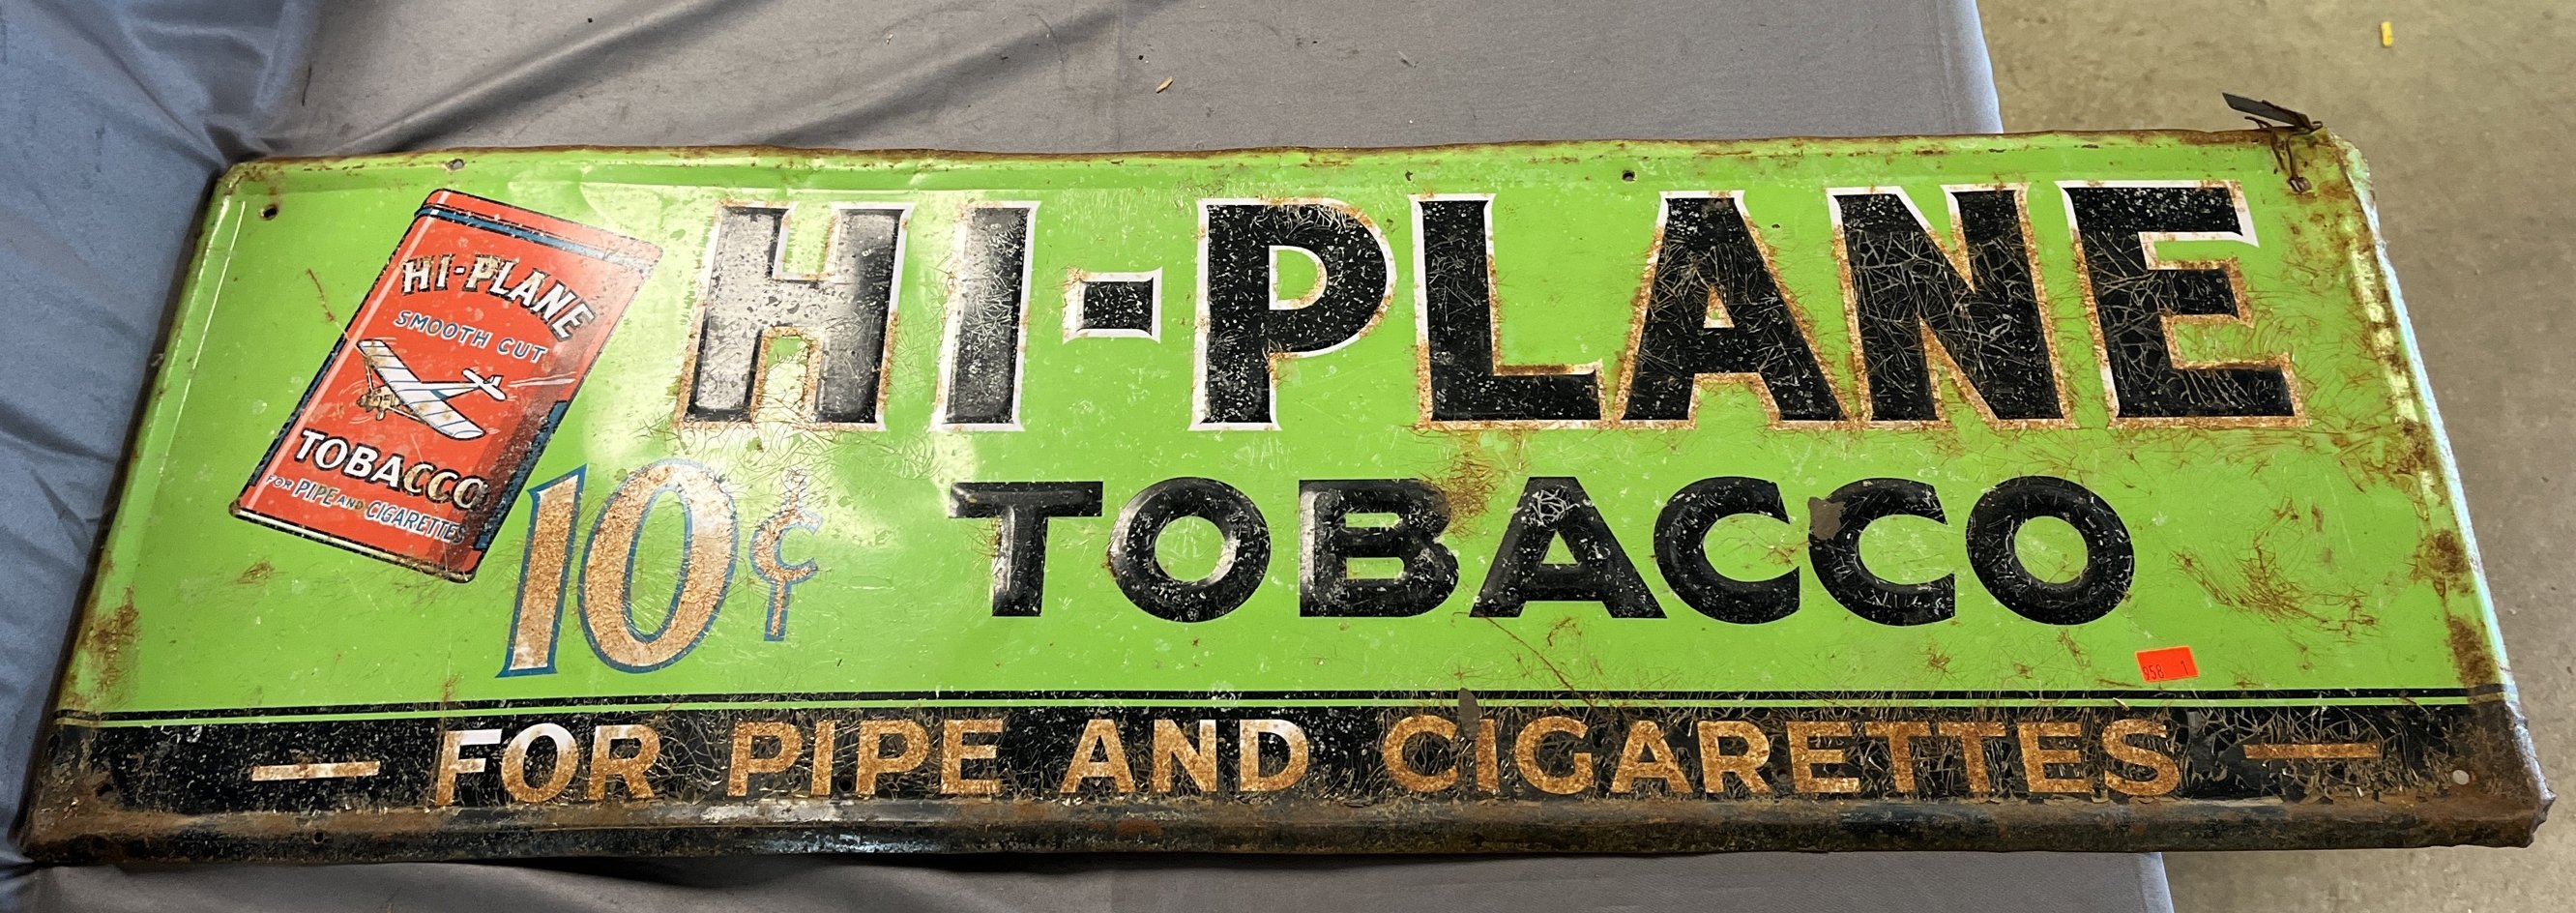 HI-PLANE
SMOOTH CUT
TOBACCO
FOR PIPE AND CIGARETTES
HI-PLANE
10¢ TOBACCO
958 1
— FOR PIPE AND CIGARETTES —